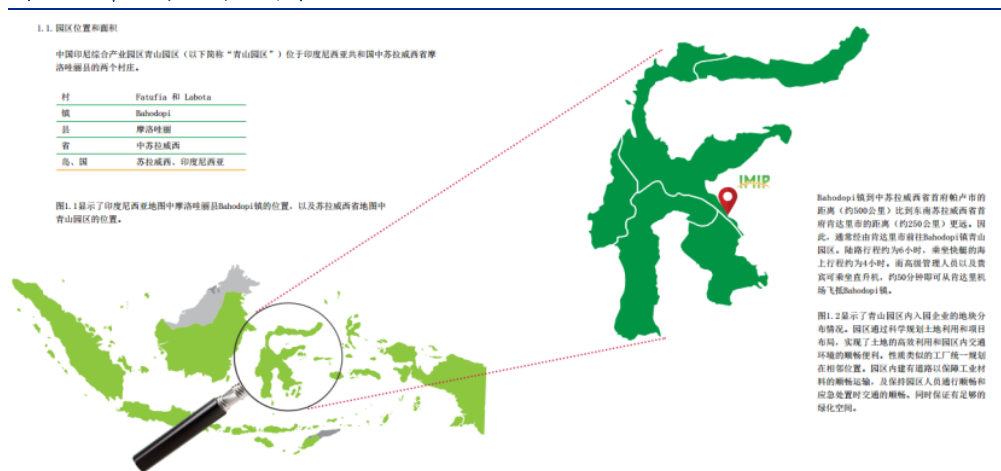 1.1. 园区位置和面积
中国印尼综合产业园区青山园区（以下简称“青山园区”）位于印度尼西亚共和国中苏拉威西省摩
洛哇丽县的两个村庄。
村 Fatufia 和 Labota
镇 Bahodopi
县 摩洛哇丽
省 中苏拉威西
岛、国 苏拉威西、印度尼西亚
图1.1显示了印度尼西亚地图中摩洛哇丽县Bahodopi镇的位置，以及苏拉威西省地图中
青山园区的位置。
IMIP
Bahodopi镇到中苏拉威西省首府帕卢市的
距离（约500公里）比到东南苏拉威西省首
府肯达里市的距离（约250公里）更远。因
此，通常经由肯达里市前往Bahodopi镇青山
园区。陆路行程约为6小时，乘坐快艇的海
上行程约为4小时。而高级管理人员以及贵
宾可乘坐直升机，约50分钟即可从肯达里机
场飞抵Bahodopi镇。
图1.2显示了青山园区内入园企业的地块分
布情况。园区通过科学规划土地利用和项目
布局，实现了土地的高效利用和园区内交通
环境的顺畅便利。性质类似的工厂统一规划
在相邻位置。园区内建有道路以保障工业材
料的顺畅运输，及保持园区人员通行顺畅和
应急处置时交通的顺畅。同时保证有足够的
绿化空间。